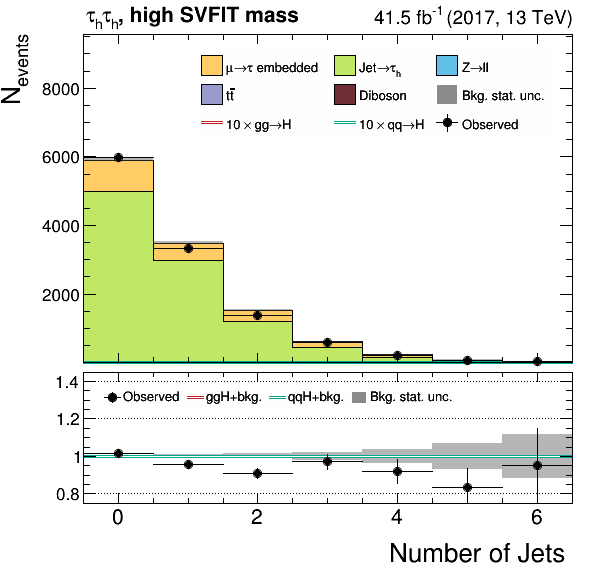 τhτh, high SVFIT mass 41.5 fb⁻¹ (2017, 13 TeV)
Nevents
8000
6000
4000
2000
μ→τ embedded Jet→τh Z→ll
tt̄ Diboson Bkg. stat. unc.
10 × gg→H 10 × qq→H Observed
1.4
1.2
1
0.8
Observed ggH+bkg. qqH+bkg. Bkg. stat. unc.
0 2 4 6
Number of Jets